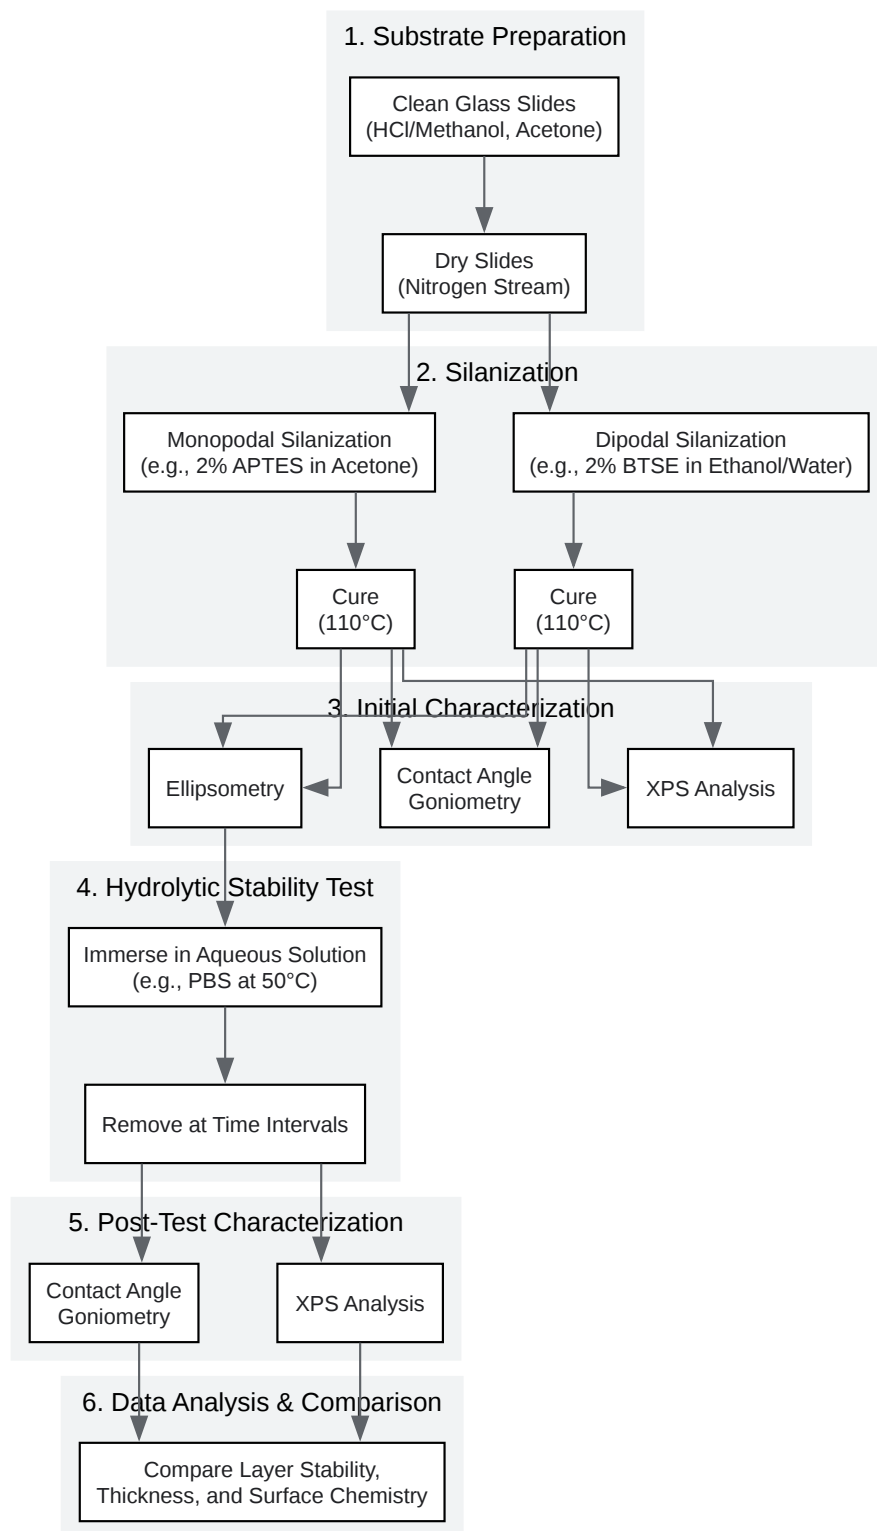 1. Substrate Preparation
Clean Glass Slides
(HCl/Methanol, Acetone)
Dry Slides
(Nitrogen Stream)
2. Silanization
Monopodal Silanization
(e.g., 2% APTES in Acetone)
Dipodal Silanization
(e.g., 2% BTSE in Ethanol/Water)
Cure
(110°C)
Cure
(110°C)
3. Initial Characterization
Ellipsometry
Contact Angle
Goniometry
XPS Analysis
4. Hydrolytic Stability Test
Immerse in Aqueous Solution
(e.g., PBS at 50°C)
Remove at Time Intervals
5. Post-Test Characterization
Contact Angle
Goniometry
XPS Analysis
6. Data Analysis & Comparison
Compare Layer Stability,
Thickness, and Surface Chemistry